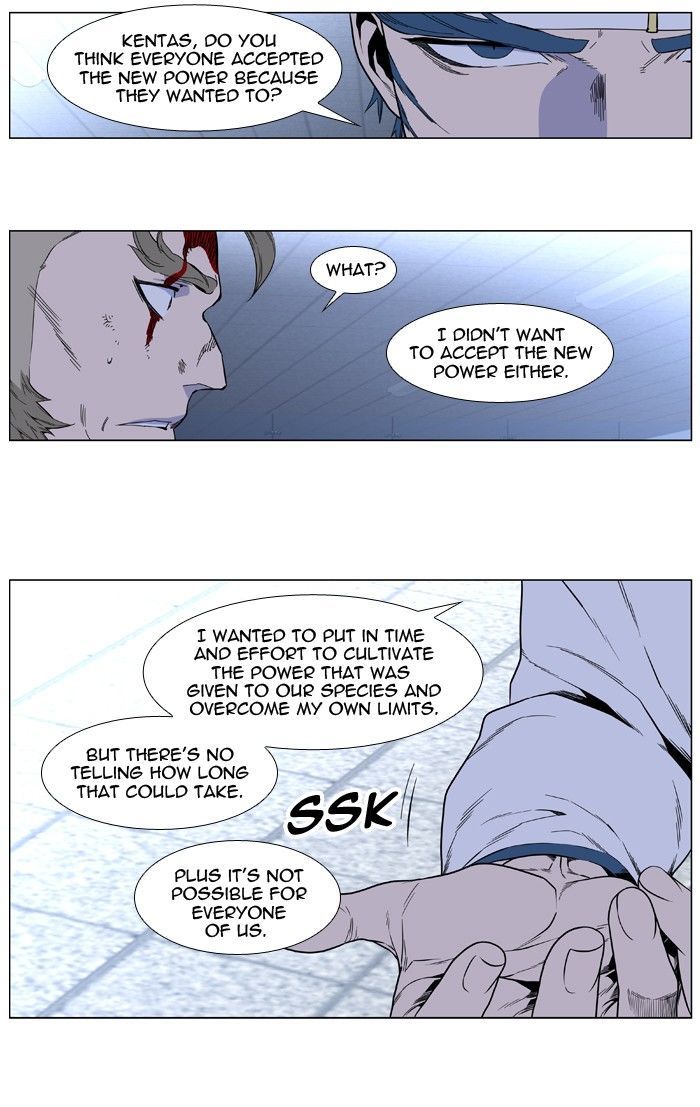 KENTAS, DO YOU
THINK EVERYONE ACCEPTED
THE NEW POWER BECAUSE
THEY WANTED TO?
WHAT?
I DIDN'T WANT
TO ACCEPT THE NEW
POWER EITHER.
I WANTED TO PUT IN TIME
AND EFFORT TO CULTIVATE
THE POWER THAT WAS
GIVEN TO OUR SPECIES AND
OVERCOME MY OWN LIMITS.
BUT THERE'S NO
TELLING HOW LONG
THAT COULD TAKE.
SSK
PLUS IT'S NOT
POSSIBLE FOR
EVERYONE
OF US.